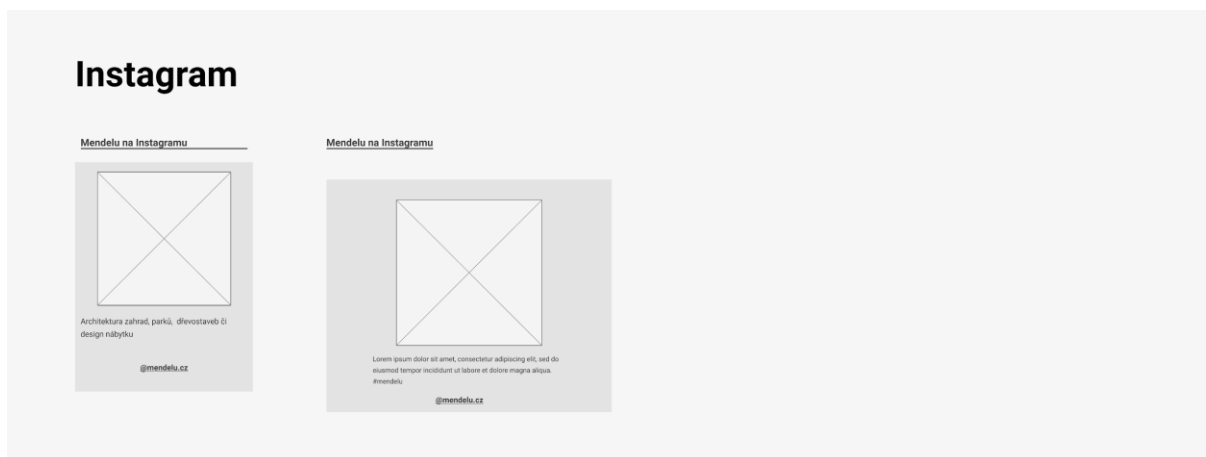 Instagram
Mendelu na Instagramu
Architektura zahrad, parků, dřevostaveb či
design nábytku
@mendelu.cz
Mendelu na Instagramu
Lorem ipsum dolor sit amet, consectetur adipiscing elit, sed do
eiusmod tempor incididunt ut labore et dolore magna aliqua.
#mendelu
@mendelu.cz